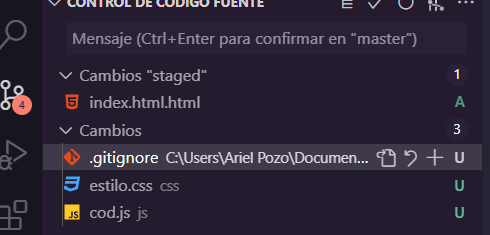 CONTROL DE CÓDIGO FUENTE
Mensaje (Ctrl+Enter para confirmar en "master")
Cambios "staged" 1
index.html.html A
4
Cambios 3
.gitignore C:\Users\Ariel Pozo\Documen... U
estilo.css css U
JS cod.js js U